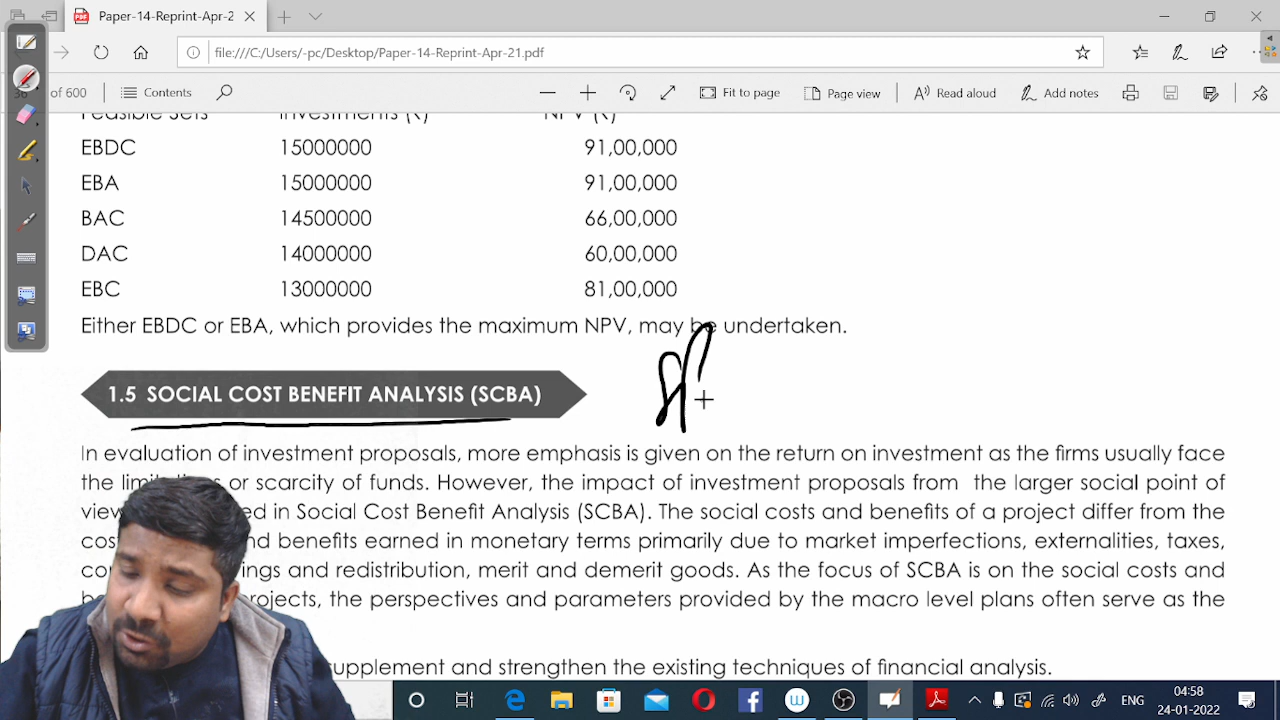 Paper-14-Reprint-Apr-2
file:///C:/Users/-pc/Desktop/Paper-14-Reprint-Apr-21.pdf
of 600 Contents Fit to page Page view Read aloud Add notes
Feasible Sets Investments (₹) NPV (₹)
EBDC 15000000 91,00,000
EBA 15000000 91,00,000
BAC 14500000 66,00,000
DAC 14000000 60,00,000
EBC 13000000 81,00,000
Either EBDC or EBA, which provides the maximum NPV, may be undertaken.
1.5 SOCIAL COST BENEFIT ANALYSIS (SCBA)
In evaluation of investment proposals, more emphasis is given on the return on investment as the firms usually face
the or scarcity of funds. However, the impact of investment proposals from the larger social point of
in Social Cost Benefit Analysis (SCBA). The social costs and benefits of a project differ from the
benefits earned in monetary terms primarily due to market imperfections, externalities, taxes,
and redistribution, merit and demerit goods. As the focus of SCBA is on the social costs and
the perspectives and parameters provided by the macro level plans often serve as the
supplement and strengthen the existing techniques of financial analysis.
ENG 04:58
24-01-2022